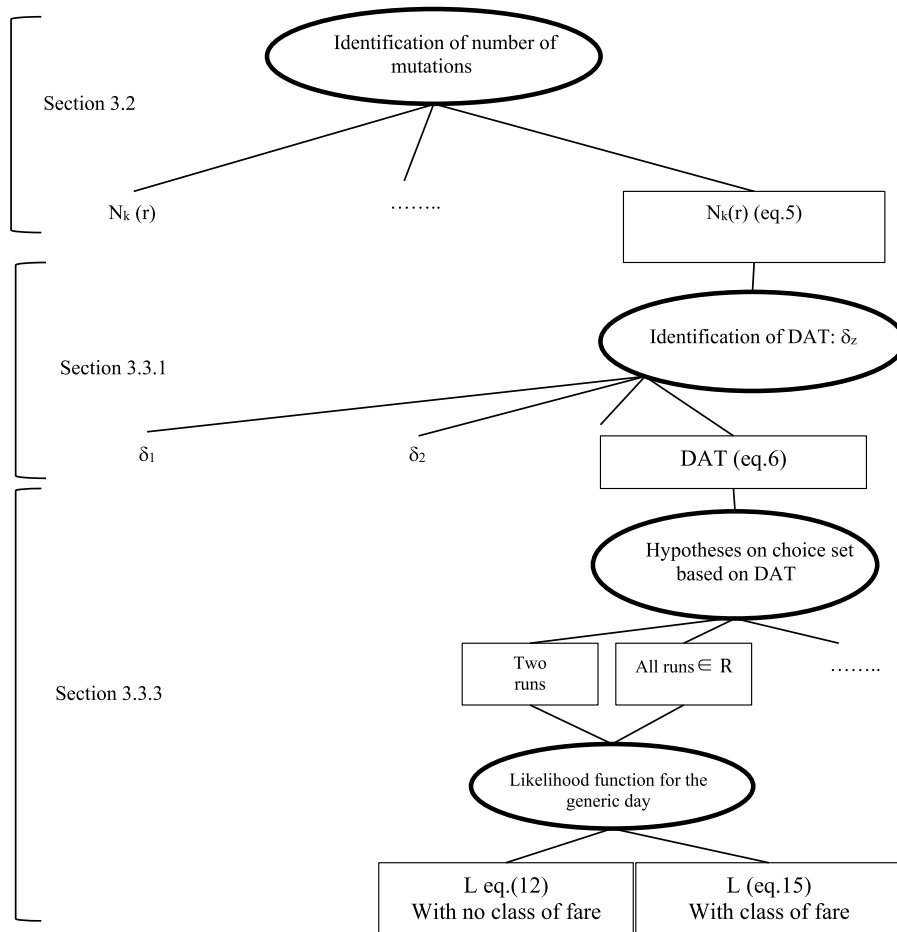 Identification of number of
mutations
Section 3.2
Nₖ (r)
……..
Nₖ(r) (eq.5)
Identification of DAT: δ_z
Section 3.3.1
δ₁
δ₂
DAT (eq.6)
Hypotheses on choice set
based on DAT
Two
runs
All runs ∈ R
……..
Section 3.3.3
Likelihood function for the
generic day
L eq.(12)
With no class of fare
L (eq.15)
With class of fare